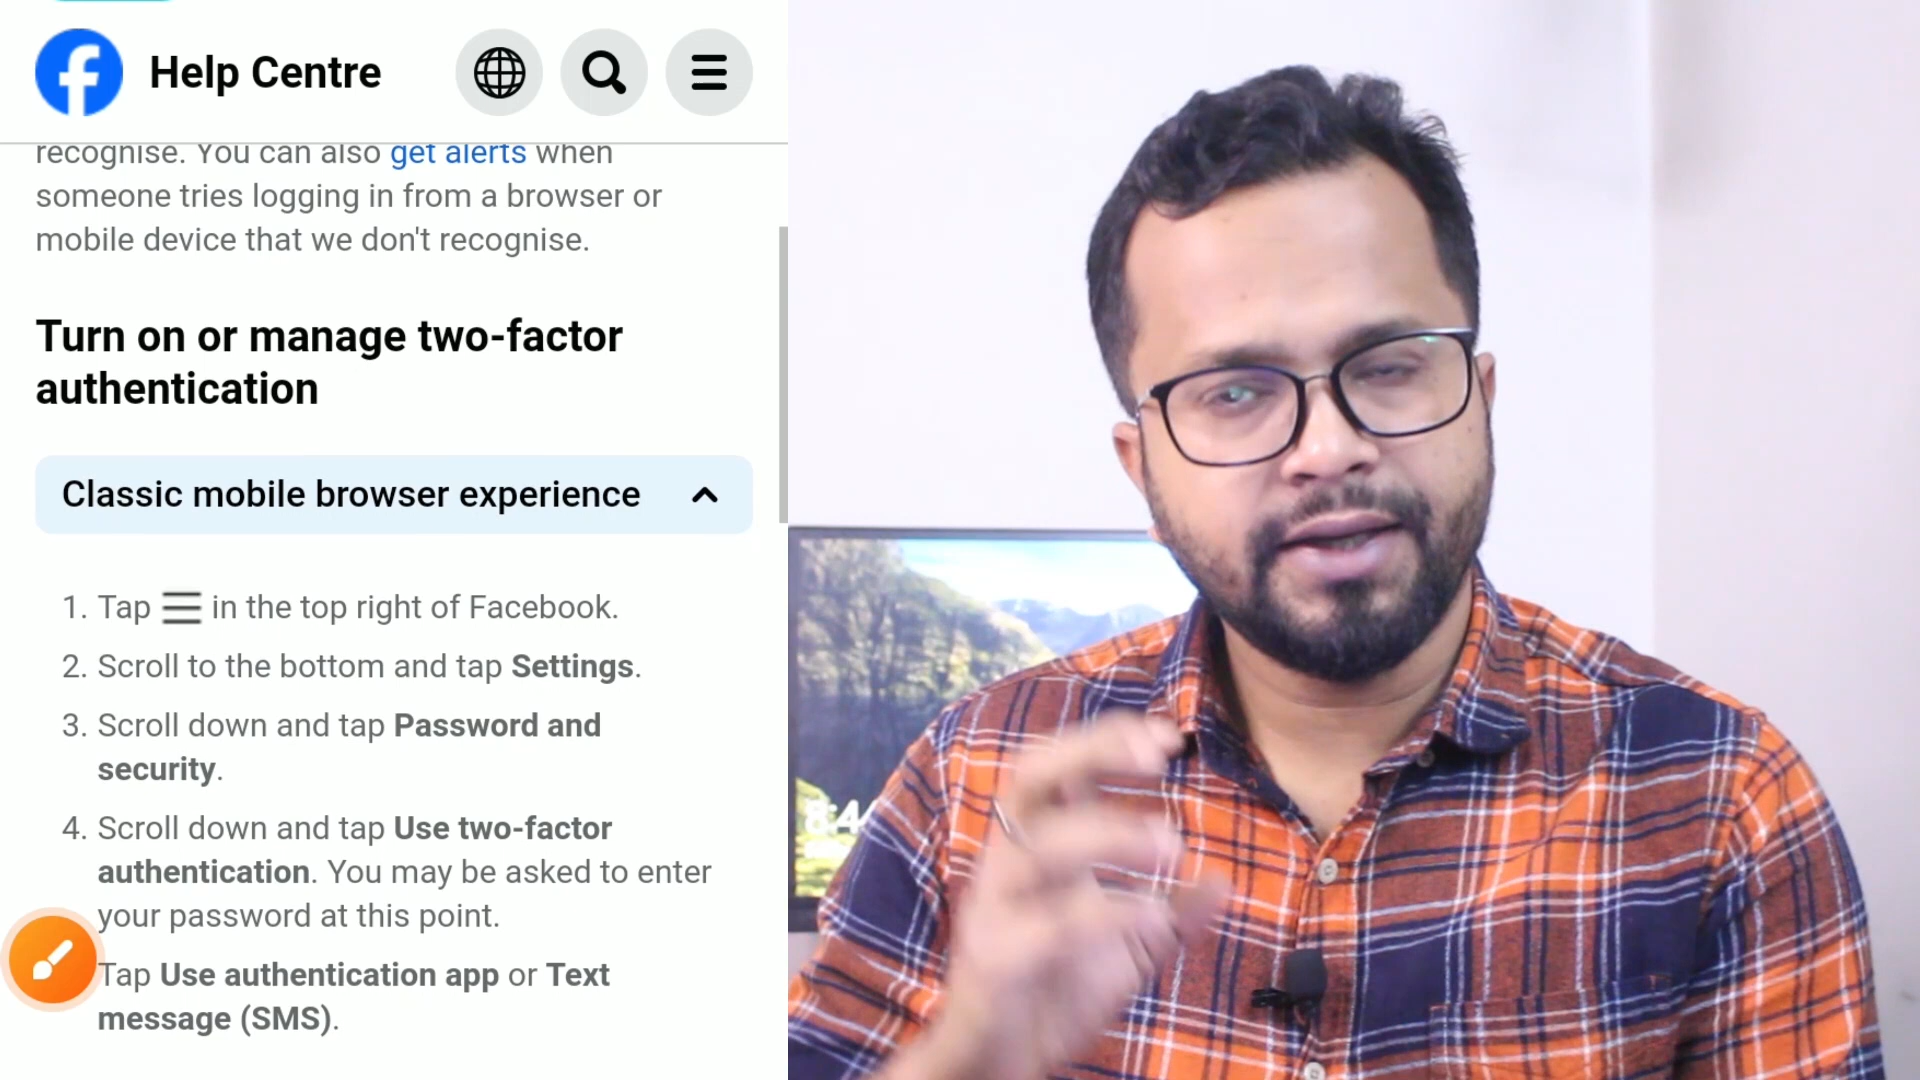 Help Centre
recognise. You can also get alerts when
someone tries logging in from a browser or
mobile device that we don't recognise.
Turn on or manage two-factor
authentication
Classic mobile browser experience
1. Tap in the top right of Facebook.
2. Scroll to the bottom and tap Settings.
3. Scroll down and tap Password and
security.
4. Scroll down and tap Use two-factor
authentication. You may be asked to enter
your password at this point.
Tap Use authentication app or Text
message (SMS).
8:44